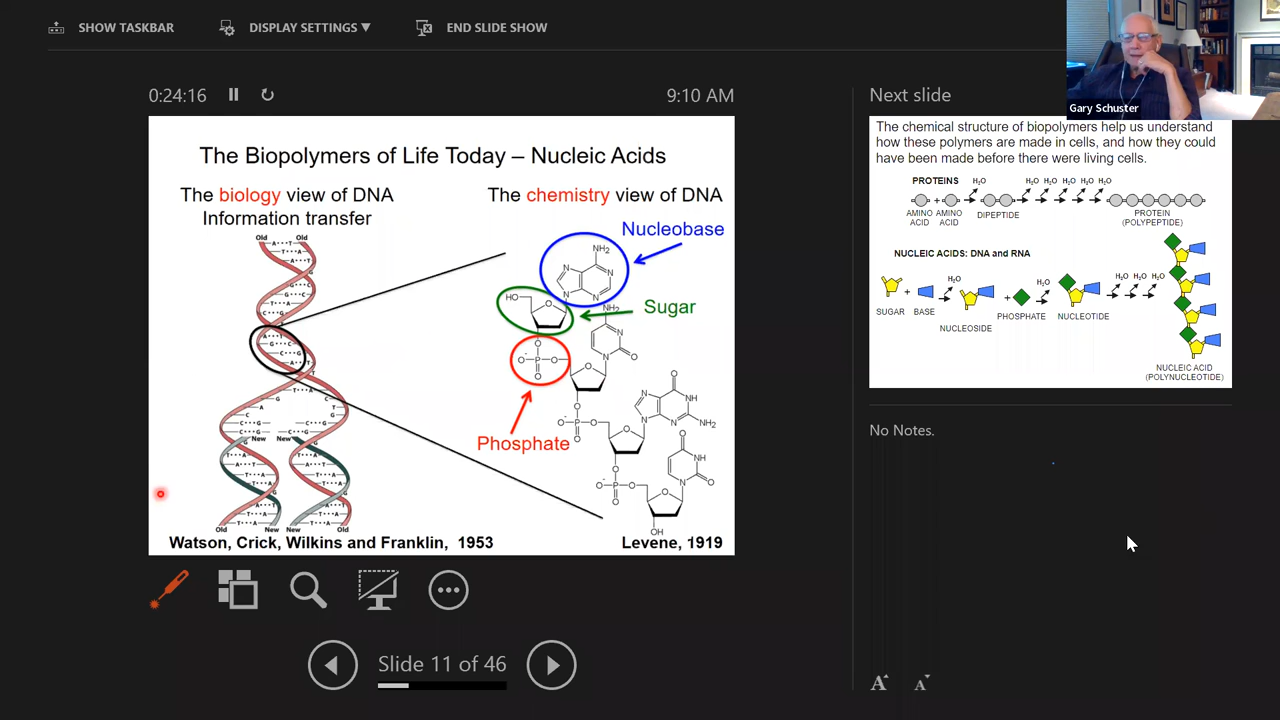 SHOW TASKBAR
DISPLAY SETTINGS ▼
END SLIDE SHOW
Gary Schuster
0:24:16
9:10 AM
The Biopolymers of Life Today – Nucleic Acids
The biology view of DNA
Information transfer
The chemistry view of DNA
Nucleobase
Sugar
Phosphate
Old
Old
New
New
Old
New
New
Old
NH₂
N
N
N
N
HO
O
O
O⁻
P
O
O
NH₂
N
N
O
O
O
O⁻
P
O
O
O
N
NH
N
N
NH₂
O
O
O⁻
P
O
O
O
NH
N
O
O
OH
Watson, Crick, Wilkins and Franklin, 1953
Levene, 1919
Slide 11 of 46
Next slide
The chemical structure of biopolymers help us understand
how these polymers are made in cells, and how they could
have been made before there were living cells.
PROTEINS
H₂O
H₂O H₂O H₂O H₂O
+
AMINO ACID
AMINO ACID
DIPEPTIDE
PROTEIN
(POLYPEPTIDE)
NUCLEIC ACIDS: DNA and RNA
H₂O
H₂O
H₂O H₂O H₂O
+
+
SUGAR
BASE
NUCLEOSIDE
PHOSPHATE
NUCLEOTIDE
NUCLEIC ACID
(POLYNUCLEOTIDE)
No Notes.
A
A